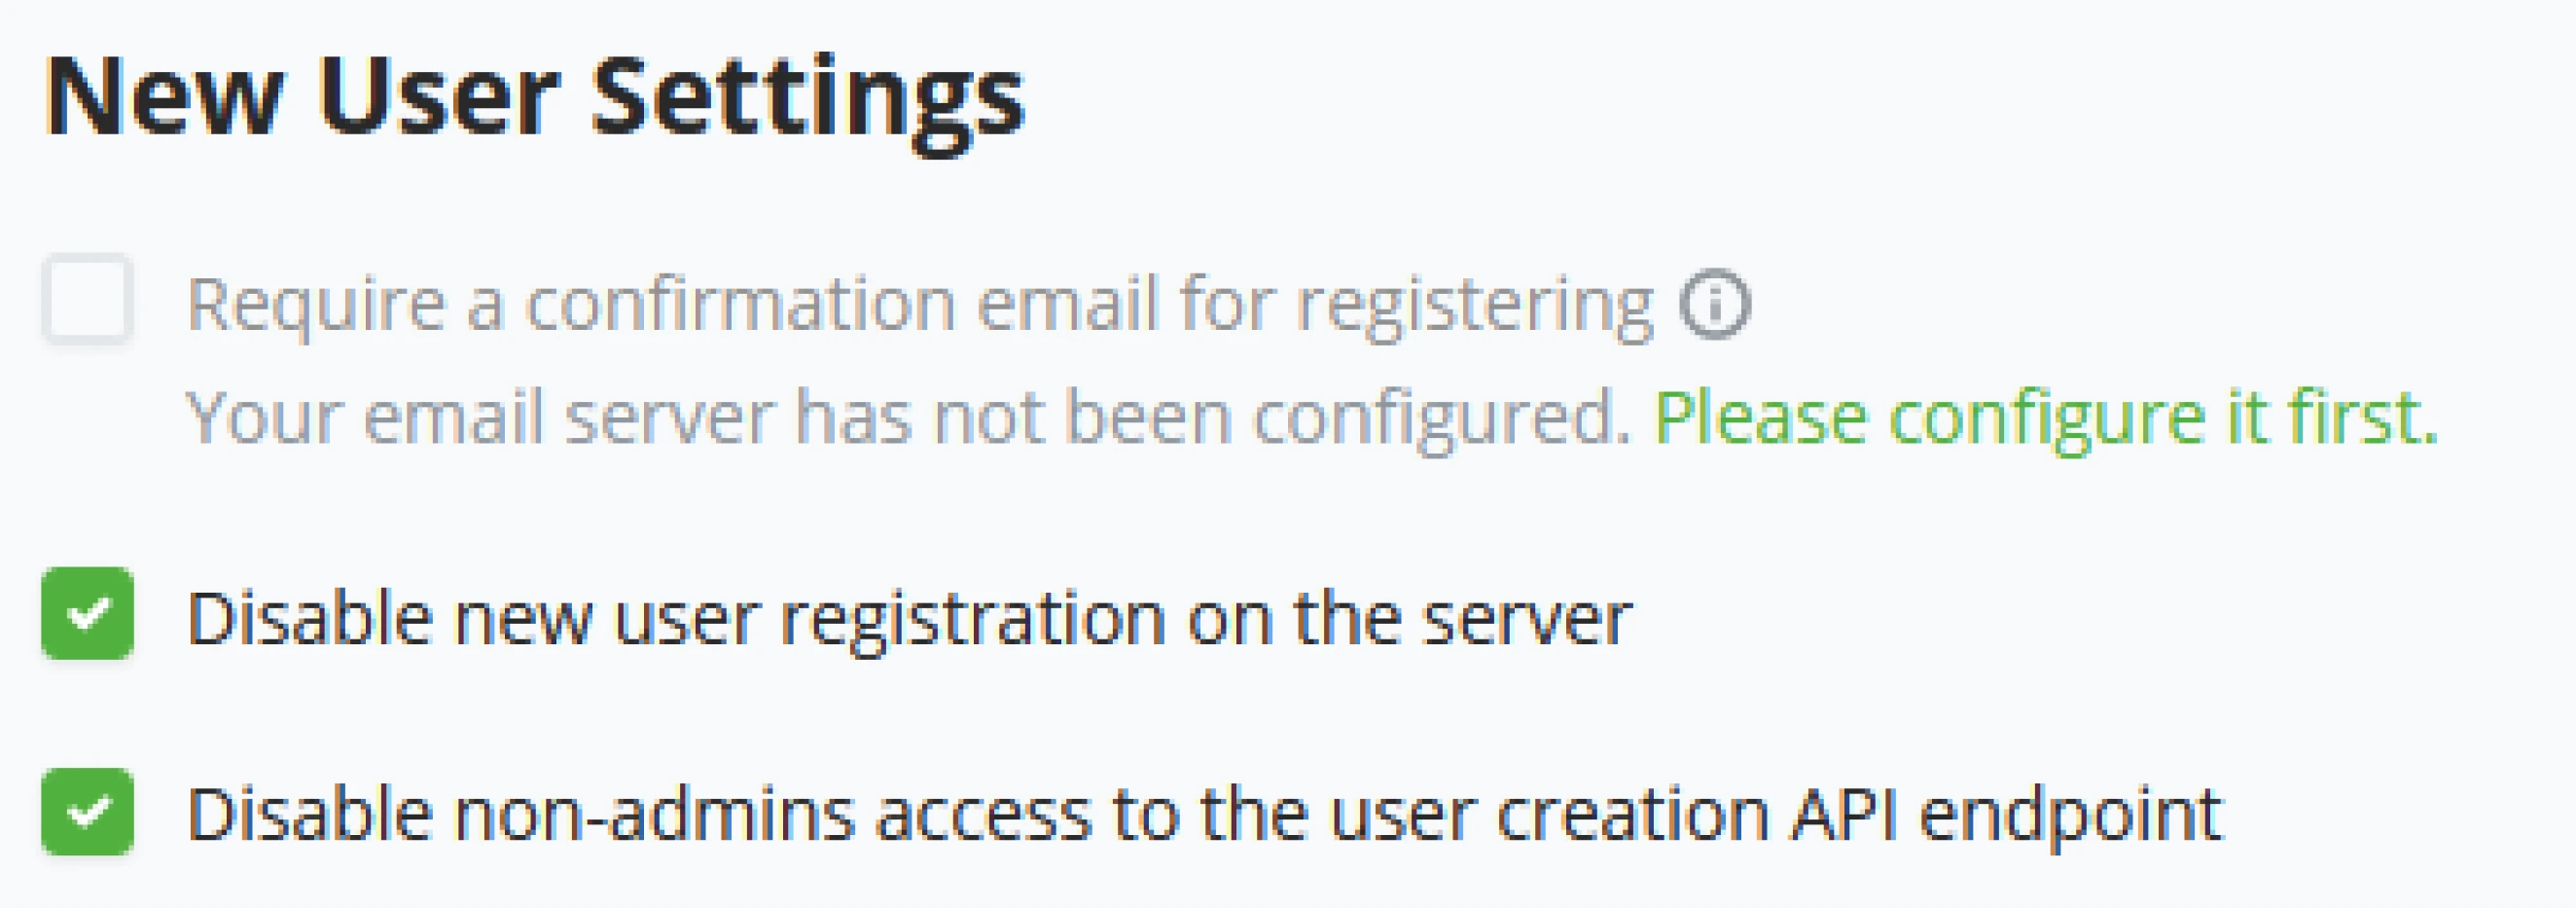 New User Settings
Require a confirmation email for registering
Your email server has not been configured. Please configure it first.
Disable new user registration on the server
Disable non-admins access to the user creation API endpoint